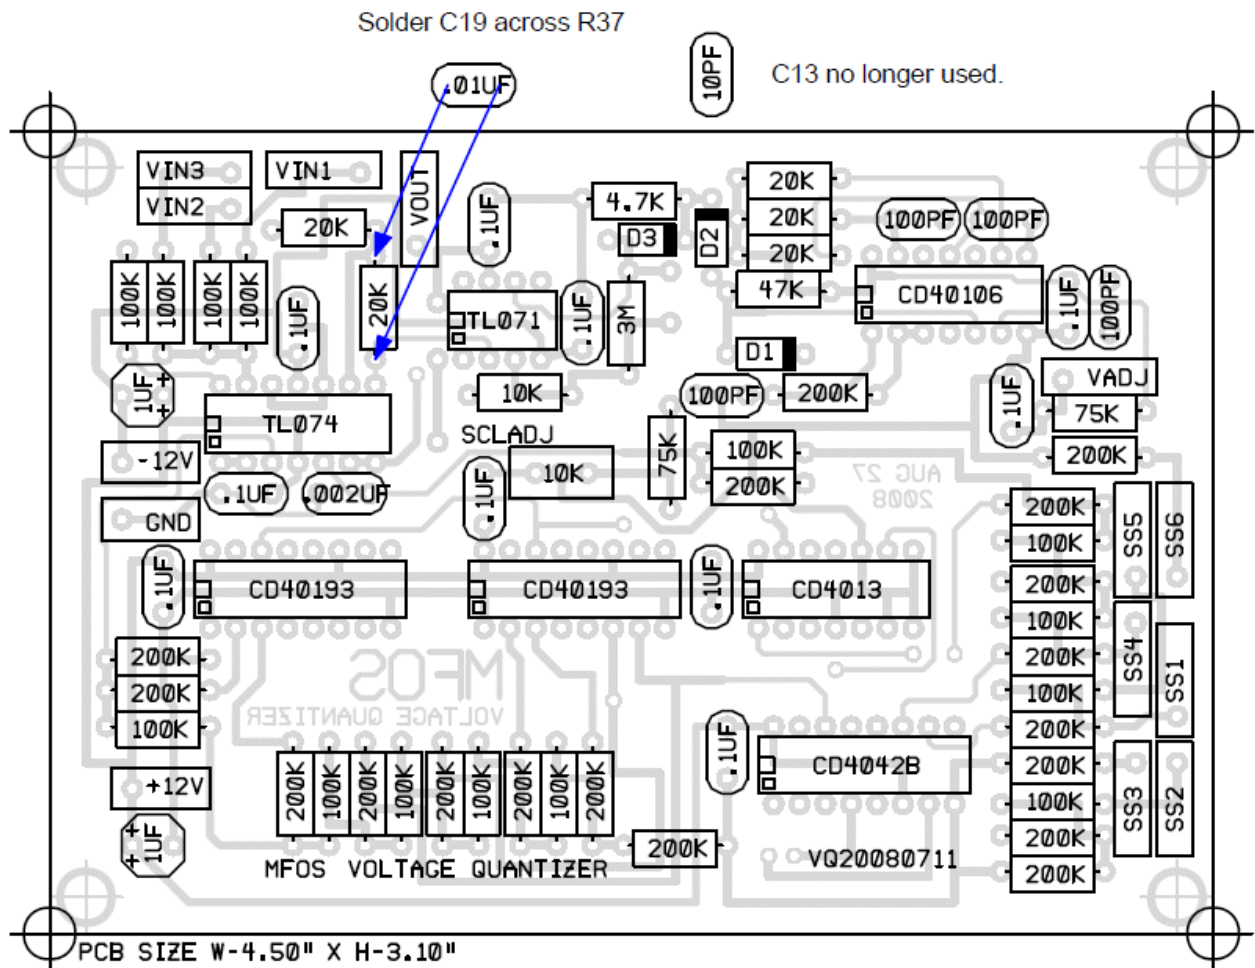 Solder C19 across R37
.01UF
10PF
C13 no longer used.
VIN3
VIN1
VIN2
VOUT
20K
.1UF
4.7K
D3
D2
20K
20K
20K
100PF
100PF
100K
100K
100K
100K
.1UF
20K
TL071
.1UF
3M
47K
CD40106
.1UF
100PF
D1
1UF
++
10K
100PF
200K
.1UF
VADJ
75K
TL074
SCLADJ
75K
100K
200K
-12V
10K
200K
AUG 27
2008
.1UF
.002UF
.1UF
GND
200K
100K
SS5
SS6
.1UF
CD40193
CD40193
.1UF
CD4013
200K
100K
200K
200K
200K
100K
MFOS
VOLTAGE QUANTIZER
100K
200K
SS4
SS1
+12V
.1UF
CD4042B
200K
100K
200K
200K
SS3
SS2
200K
100K
200K
100K
200K
100K
200K
100K
200K
++
1UF
200K
VQ20080711
MFOS VOLTAGE QUANTIZER
PCB SIZE W-4.50" X H-3.10"